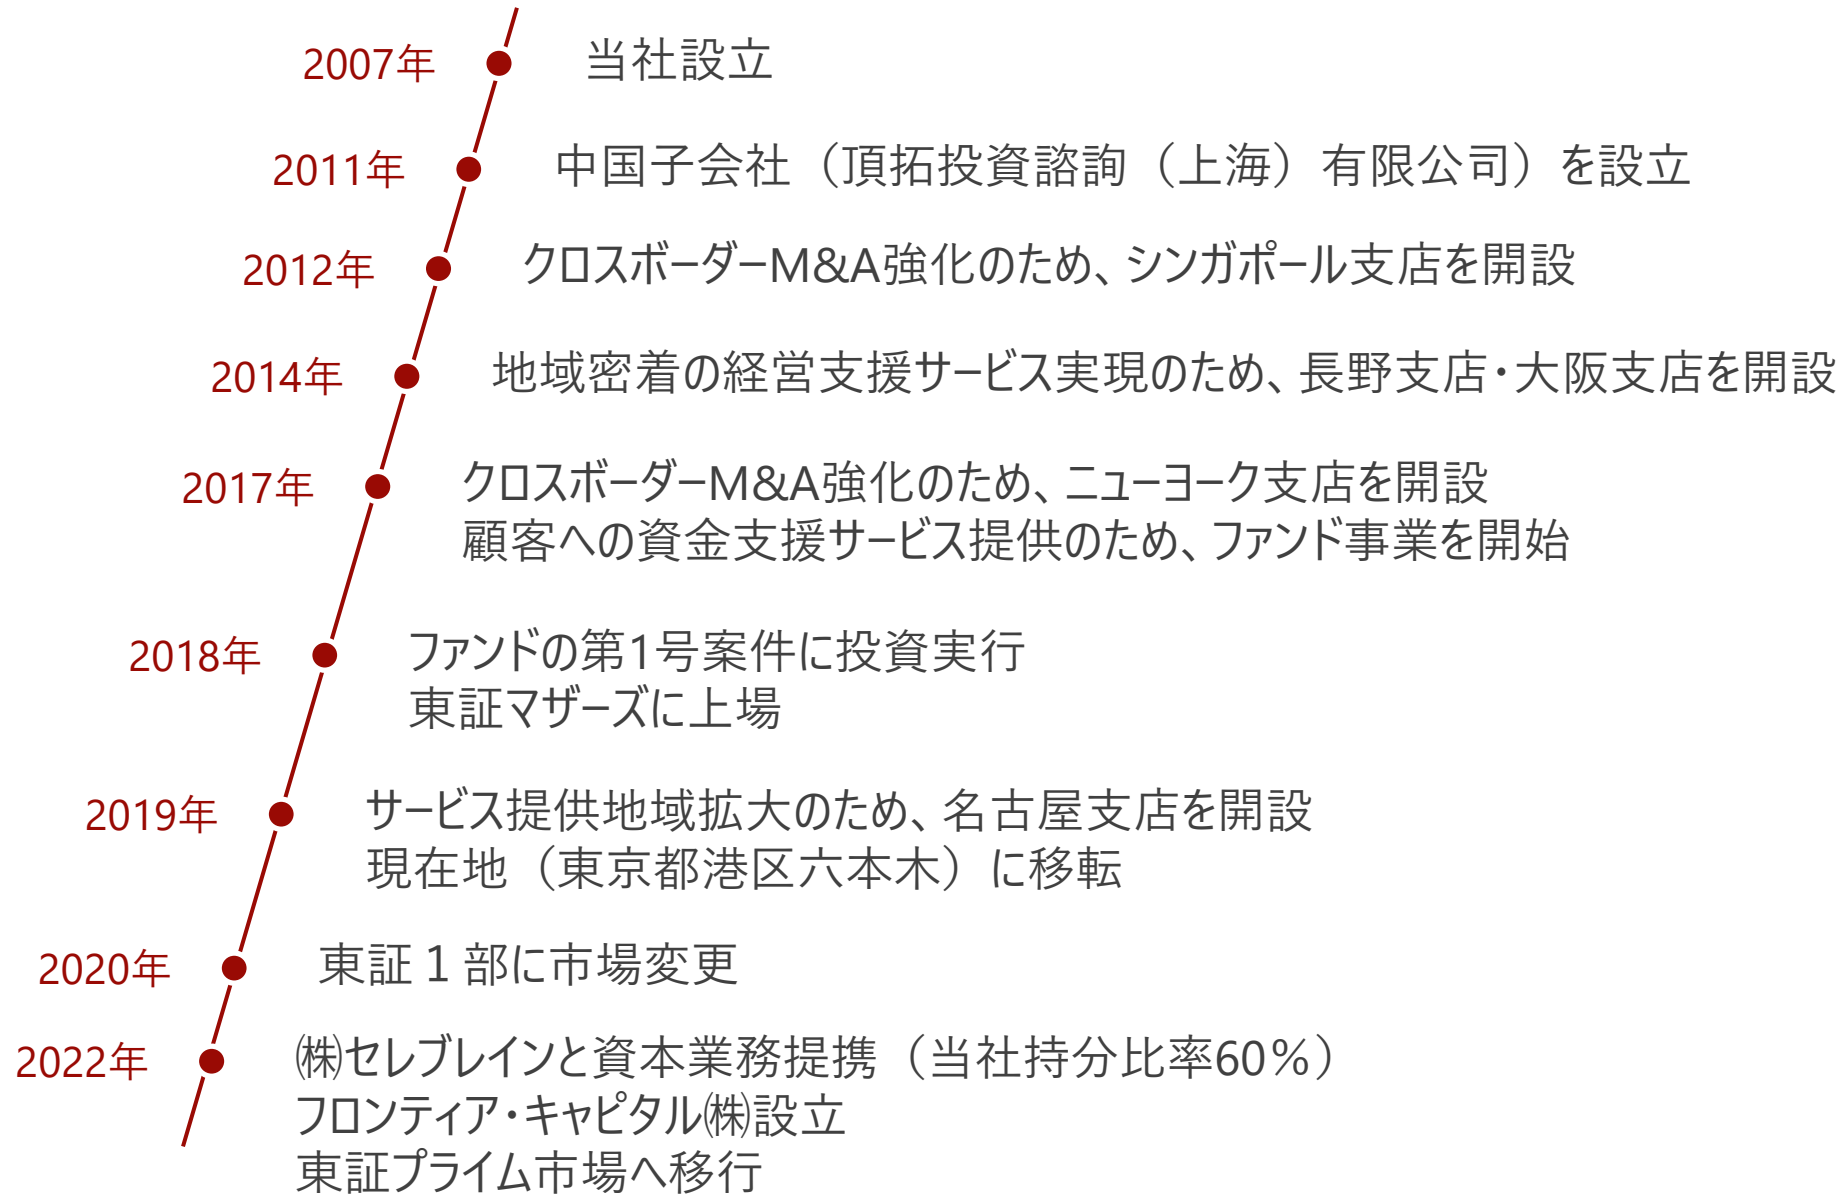 2007年 当社設立
2011年 中国子会社（頂拓投資諮詢（上海）有限公司）を設立
2012年 クロスボーダーM&A強化のため、シンガポール支店を開設
2014年 地域密着の経営支援サービス実現のため、長野支店・大阪支店を開設
2017年 クロスボーダーM&A強化のため、ニューヨーク支店を開設
顧客への資金支援サービス提供のため、ファンド事業を開始
2018年 ファンドの第1号案件に投資実行
東証マザーズに上場
2019年 サービス提供地域拡大のため、名古屋支店を開設
現在地（東京都港区六本木）に移転
2020年 東証１部に市場変更
2022年 ㈱セレブレインと資本業務提携（当社持分比率60％）
フロンティア・キャピタル㈱設立
東証プライム市場へ移行